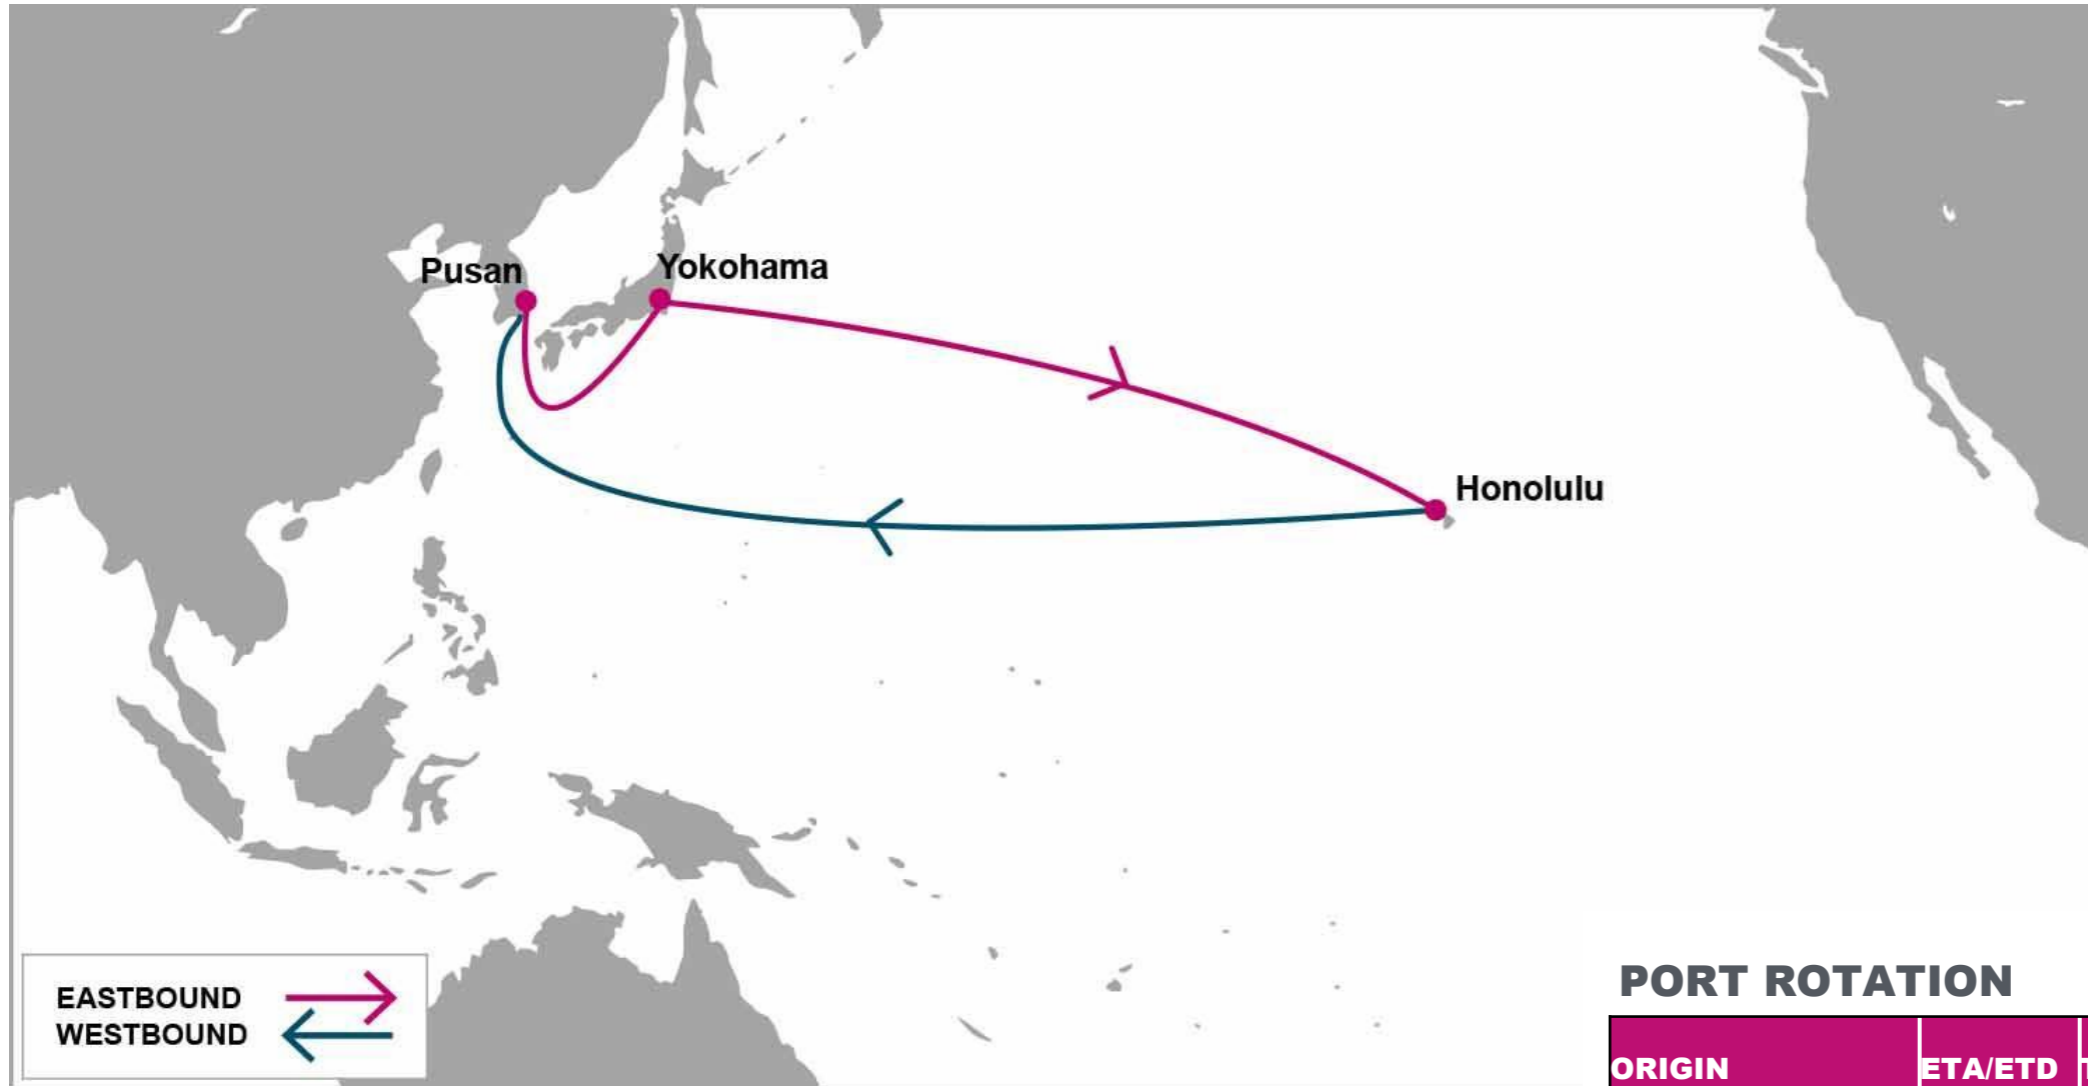 Pusan
Yokohama
Honolulu
EASTBOUND
WESTBOUND
PORT ROTATION
ORIGIN ETA/ETD